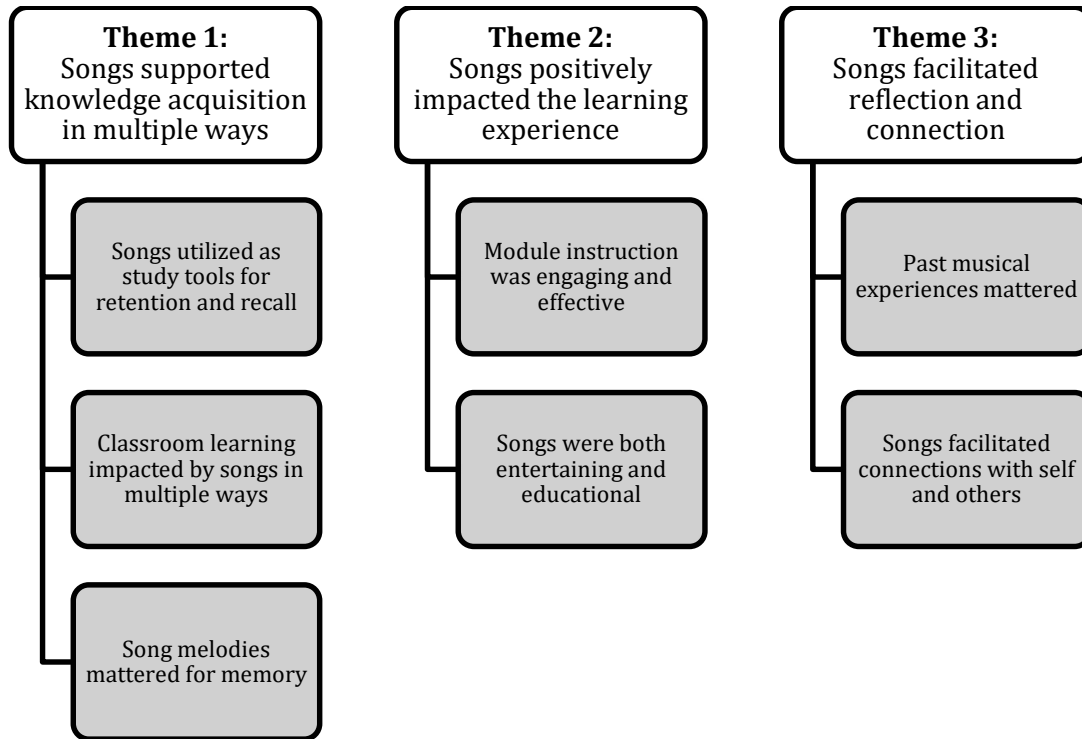 Theme 1:
Songs supported
knowledge acquisition
in multiple ways
Songs utilized as
study tools for
retention and recall
Classroom learning
impacted by songs in
multiple ways
Song melodies
mattered for memory
Theme 2:
Songs positively
impacted the learning
experience
Module instruction
was engaging and
effective
Songs were both
entertaining and
educational
Theme 3:
Songs facilitated
reflection and
connection
Past musical
experiences mattered
Songs facilitated
connections with self
and others